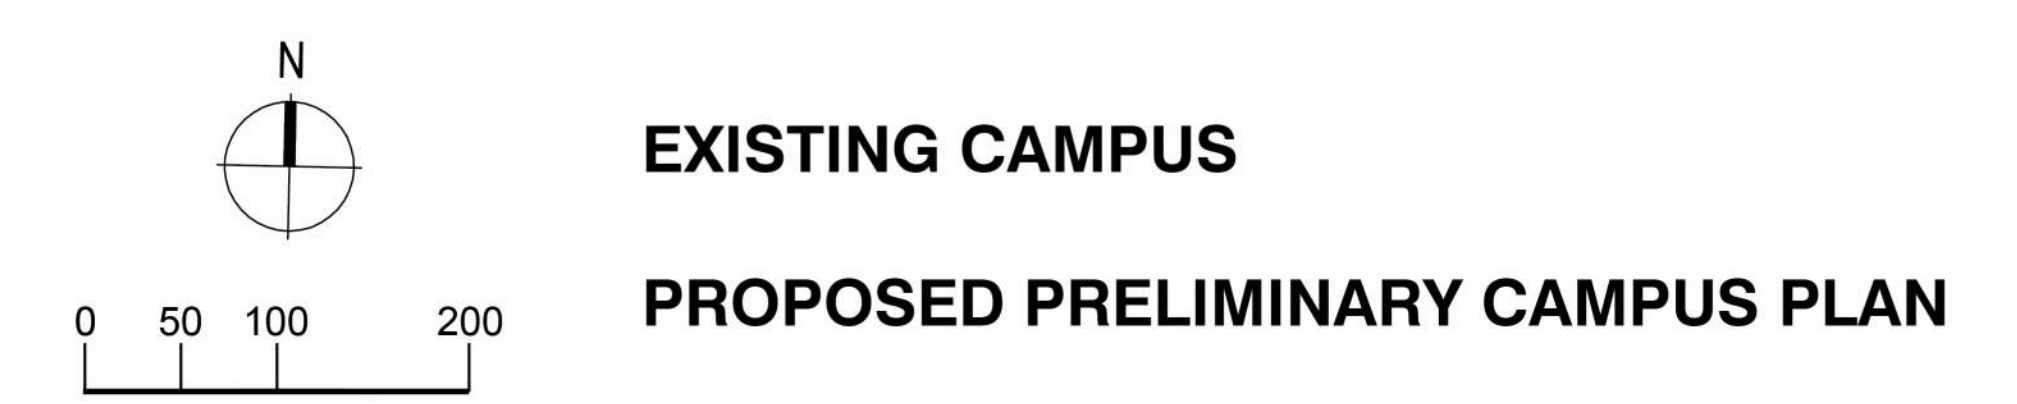 N
EXISTING CAMPUS
PROPOSED PRELIMINARY CAMPUS PLAN
0 50 100 200